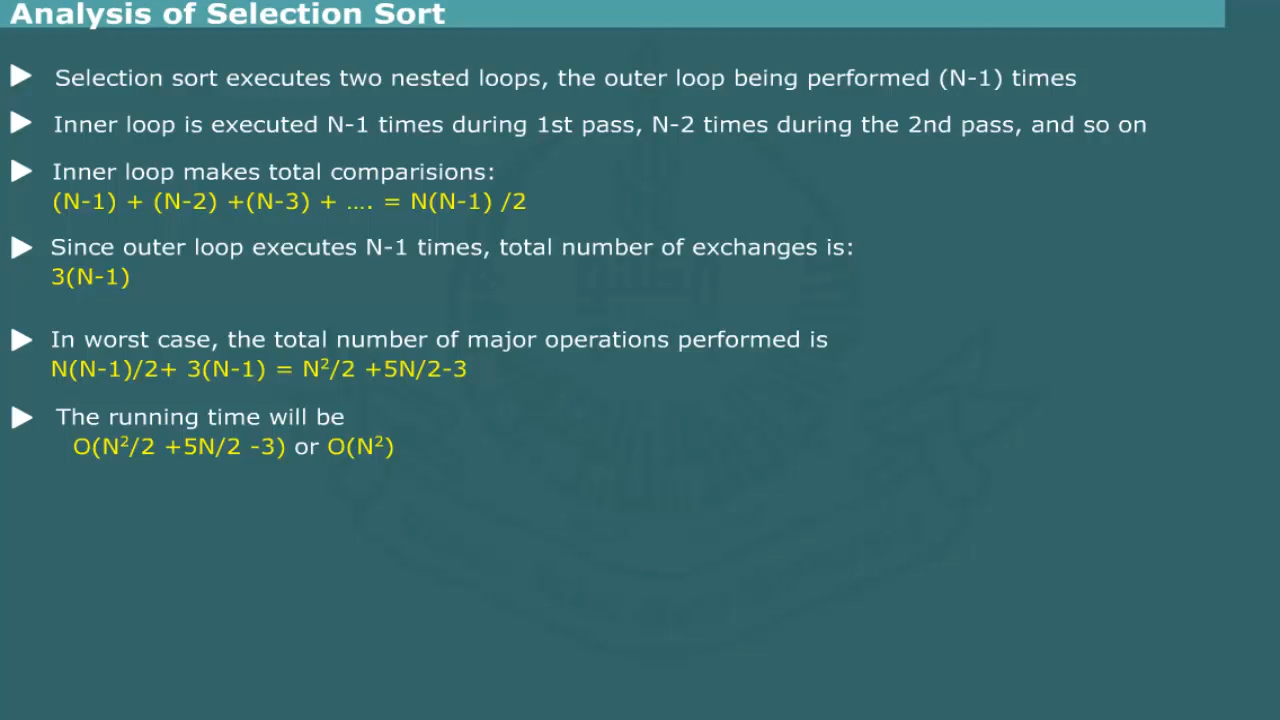 Analysis of Selection Sort
Selection sort executes two nested loops, the outer loop being performed (N-1) times
Inner loop is executed N-1 times during 1st pass, N-2 times during the 2nd pass, and so on
Inner loop makes total comparisions:
(N-1) + (N-2) +(N-3) + …. = N(N-1) /2
Since outer loop executes N-1 times, total number of exchanges is:
3(N-1)
In worst case, the total number of major operations performed is
N(N-1)/2+ 3(N-1) = N²/2 +5N/2-3
The running time will be
O(N²/2 +5N/2 -3) or O(N²)